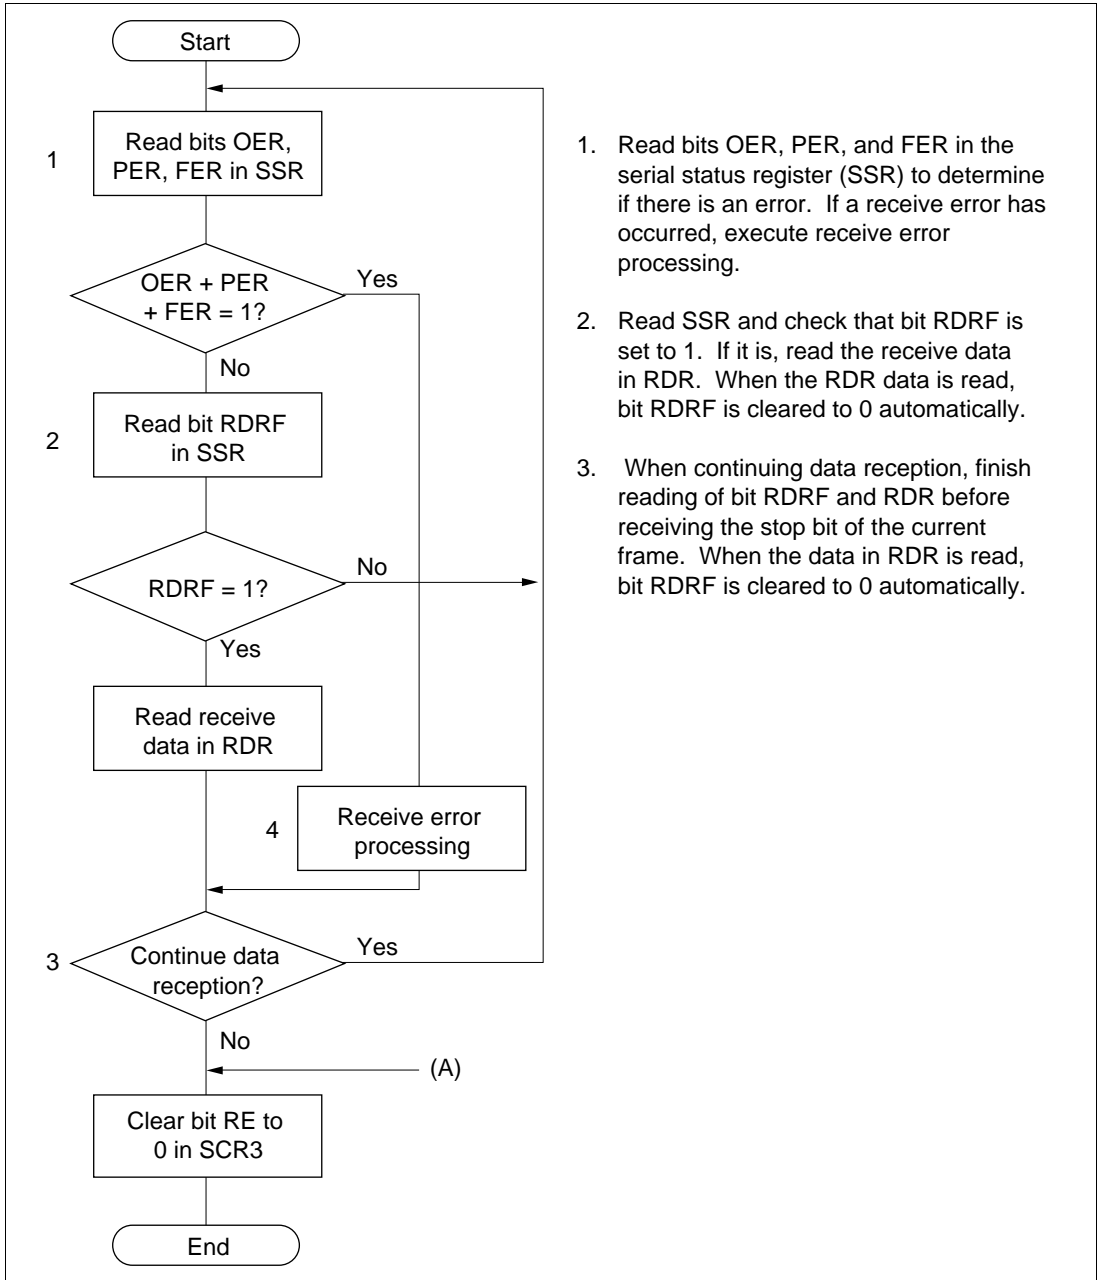 Start
1
Read bits OER,
PER, FER in SSR
OER + PER
+ FER = 1?
Yes
No
2
Read bit RDRF
in SSR
RDRF = 1?
No
Yes
Read receive
data in RDR
4
Receive error
processing
3
Continue data
reception?
Yes
No
(A)
Clear bit RE to
0 in SCR3
End
1. Read bits OER, PER, and FER in the
serial status register (SSR) to determine
if there is an error. If a receive error has
occurred, execute receive error
processing.
2. Read SSR and check that bit RDRF is
set to 1. If it is, read the receive data
in RDR. When the RDR data is read,
bit RDRF is cleared to 0 automatically.
3. When continuing data reception, finish
reading of bit RDRF and RDR before
receiving the stop bit of the current
frame. When the data in RDR is read,
bit RDRF is cleared to 0 automatically.